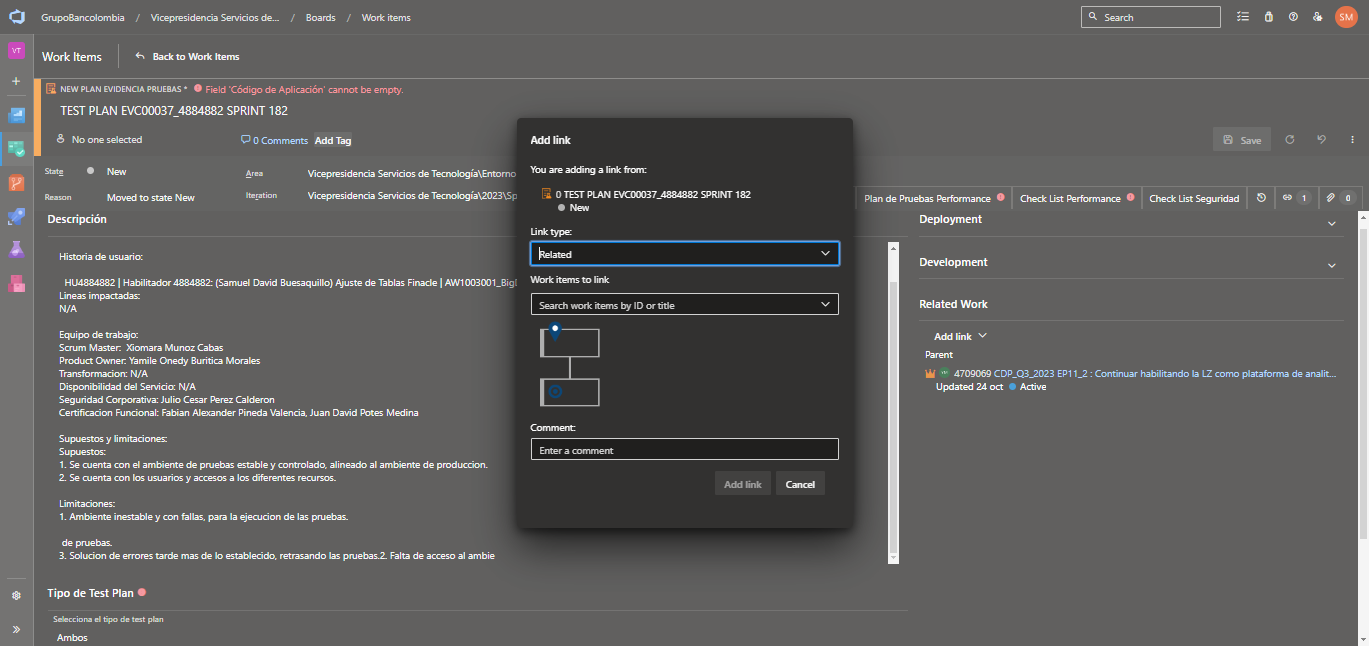 GrupoBancolombia / Vicepresidencia Servicios de... / Boards / Work items
Search
SM
VT
Work Items
Back to Work Items
NEW PLAN EVIDENCIA PRUEBAS * Field 'Código de Aplicación' cannot be empty.
TEST PLAN EVC00037_4884882 SPRINT 182
No one selected
0 Comments
Add Tag
Save
State
New
Area
Vicepresidencia Servicios de Tecnología\Entorno
Reason
Moved to state New
Iteration
Vicepresidencia Servicios de Tecnología\2023\Sp
Plan de Pruebas Performance
Check List Performance
Check List Seguridad
1
0
Descripción
Historia de usuario:
HU4884882 | Habilitador 4884882: (Samuel David Buesaquillo) Ajuste de Tablas Finacle | AW1003001_Big
Lineas impactadas:
N/A
Equipo de trabajo:
Scrum Master: Xiomara Munoz Cabas
Product Owner: Yamile Onedy Buritica Morales
Transformacion: N/A
Disponibilidad del Servicio: N/A
Seguridad Corporativa: Julio Cesar Perez Calderon
Certificacion Funcional: Fabian Alexander Pineda Valencia, Juan David Potes Medina
Supuestos y limitaciones:
Supuestos:
1. Se cuenta con el ambiente de pruebas estable y controlado, alineado al ambiente de produccion.
2. Se cuenta con los usuarios y accesos a los diferentes recursos.
Limitaciones:
1. Ambiente inestable y con fallas, para la ejecucion de las pruebas.
de pruebas.
3. Solucion de errores tarde mas de lo establecido, retrasando las pruebas.2. Falta de acceso al ambie
Tipo de Test Plan
Selecciona el tipo de test plan
Ambos
Add link
You are adding a link from:
0 TEST PLAN EVC00037_4884882 SPRINT 182
New
Link type:
Related
Work items to link
Search work items by ID or title
Comment:
Enter a comment
Add link
Cancel
Deployment
Development
Related Work
Add link
Parent
4709069 CDP_Q3_2023 EP11_2 : Continuar habilitando la LZ como plataforma de analit...
Updated 24 oct
Active